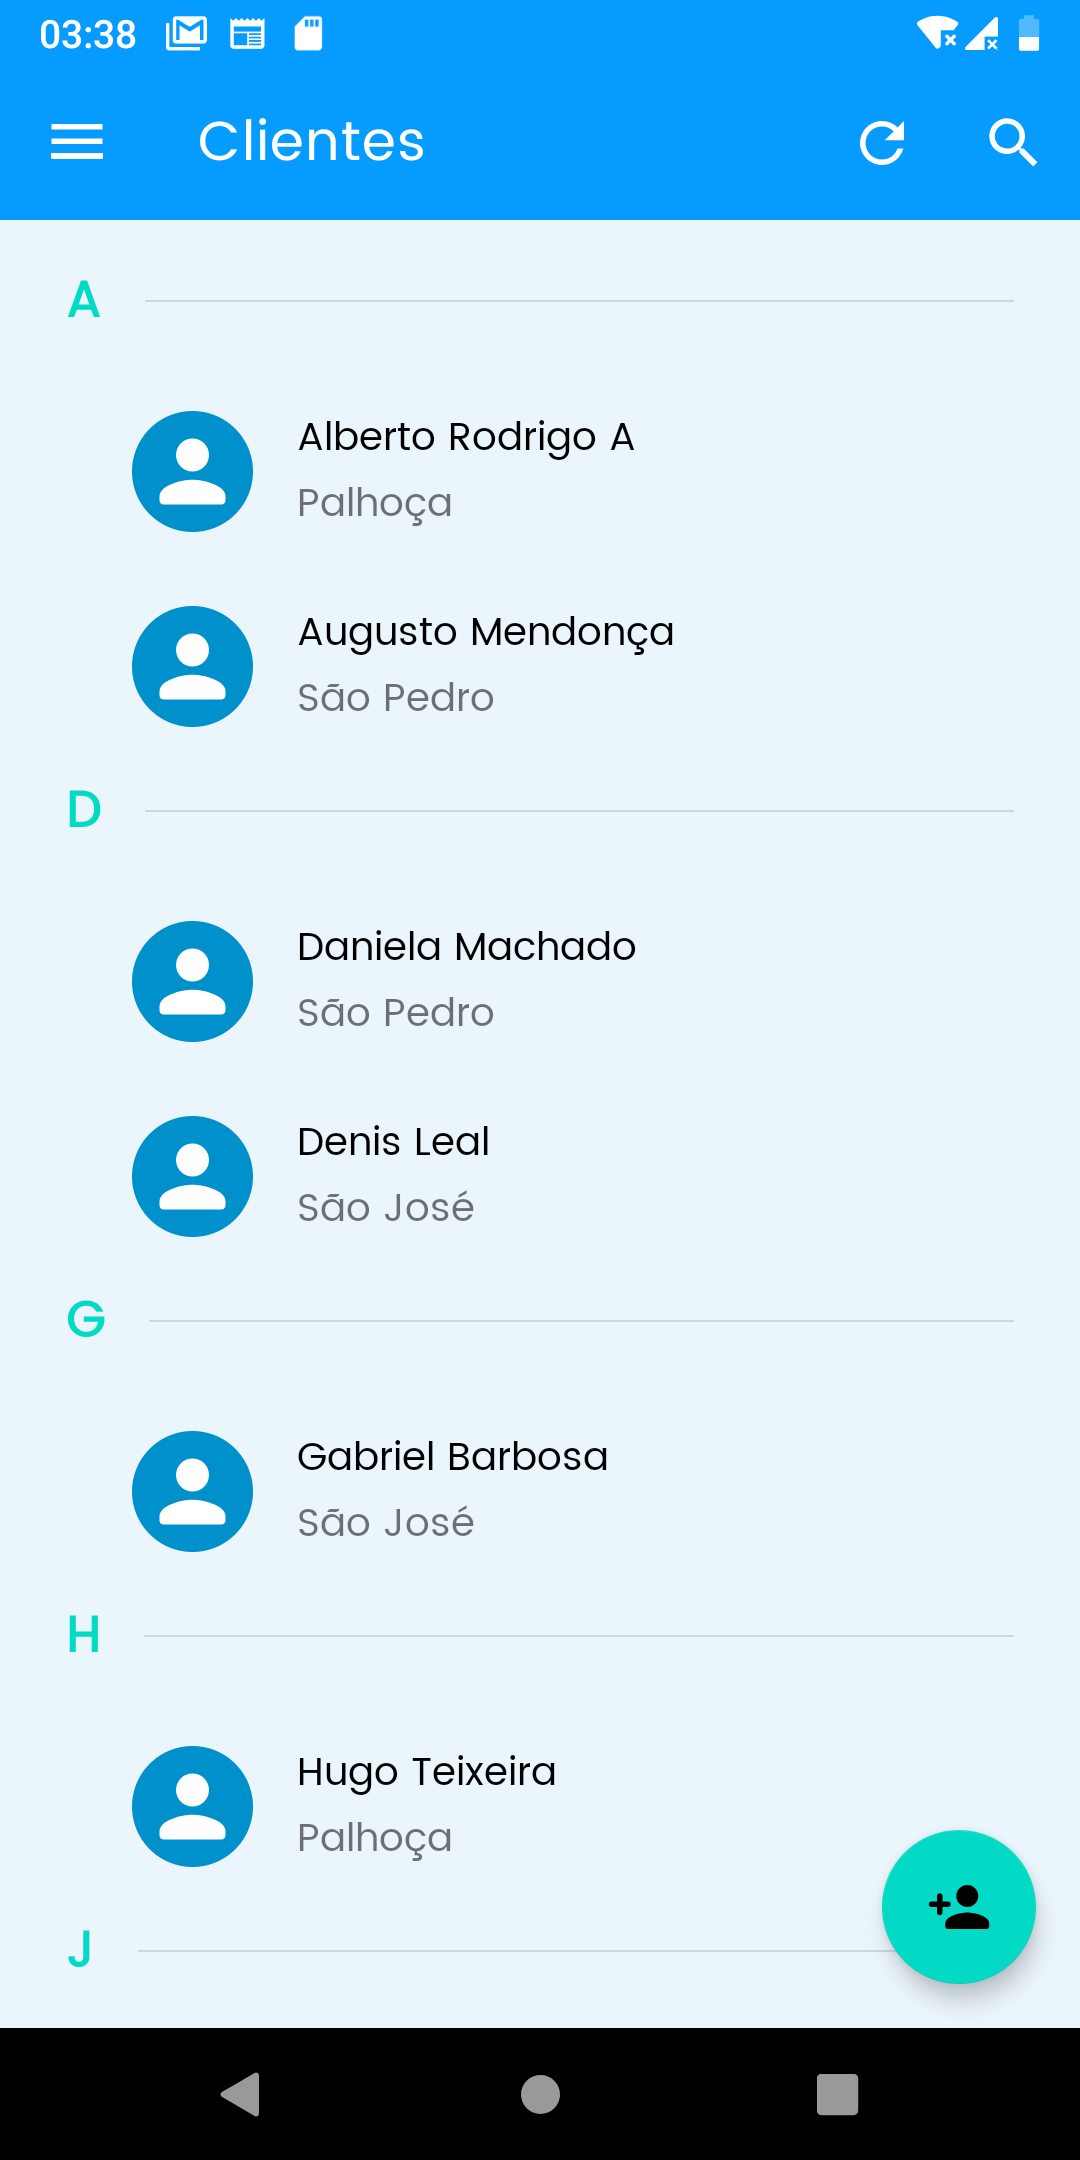 03:38
Clientes
A
Alberto Rodrigo A
Palhoça
Augusto Mendonça
São Pedro
D
Daniela Machado
São Pedro
Denis Leal
São José
G
Gabriel Barbosa
São José
H
Hugo Teixeira
Palhoça
J